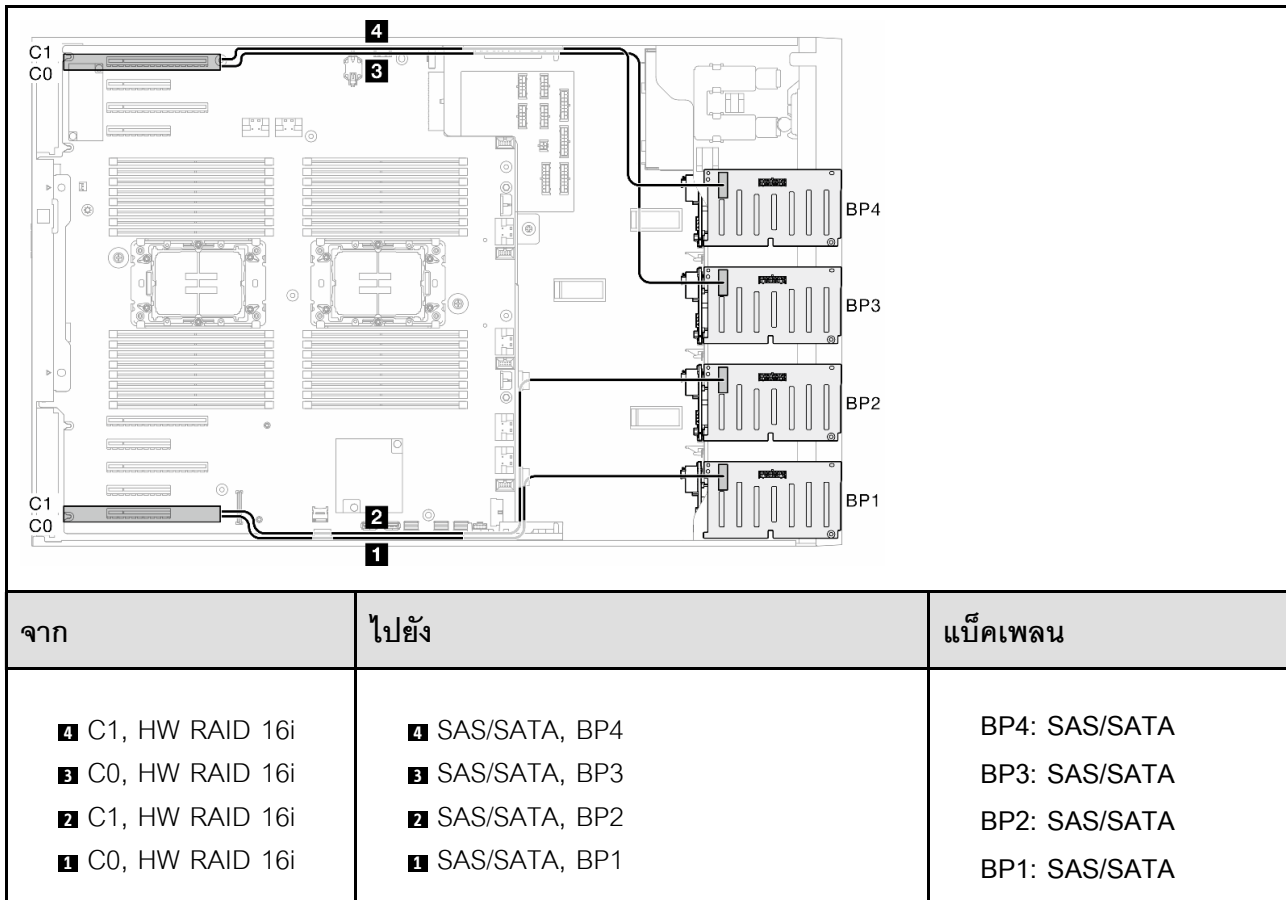 4
C1
C0
3
BP4
BP3
BP2
C1
C0
2
BP1
1
จาก ไปยัง แบ็คเพลน
4 C1, HW RAID 16i 4 SAS/SATA, BP4 BP4: SAS/SATA
3 C0, HW RAID 16i 3 SAS/SATA, BP3 BP3: SAS/SATA
2 C1, HW RAID 16i 2 SAS/SATA, BP2 BP2: SAS/SATA
1 C0, HW RAID 16i 1 SAS/SATA, BP1 BP1: SAS/SATA